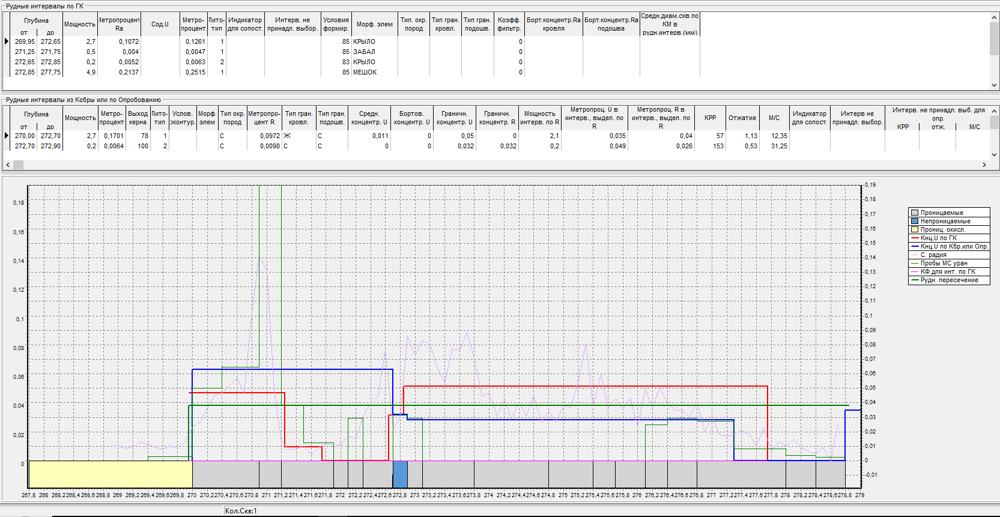 Рудные интервалы по ГК
Глубина
от до
Мощность
Метропроцент Ra
Сод.U
Метро-процент
Лито-тип
Индикатор для сопост.
Интерв. не принадл. выбор.
Условия формир.
Морф. элем
Тип. окр. пород
Тип гран. кровл.
Тип гран. подошв.
Коэфф. фильтр.
Борт.концентр.Ra кровля
Борт.концентр.Ra подошва
Средн.диам.скв.по КМ в рудн.интерв.(мм)
269,95 272,65 2,7 0,1072 0,1261 1 85 КРЫЛО 0
271,25 271,75 0,5 0,004 0,0047 1 85 ЗАБАЛ 0
272,65 272,85 0,2 0,0052 0,0063 2 83 КРЫЛО 0
272,85 277,75 4,9 0,2137 0,2515 1 85 МЕШОК 0
Рудные интервалы из Кобры или по Опробованию
Глубина
от до
Мощность
Метро-процент
Выход керна
Лито-тип
Услов. оконтур.
Морф. элем
Тип окр. пород
Метропро-цент R
Тип гран. кровл.
Тип гран. подошв.
Средн. концентр. U
Бортов. концентр. U
Граничн. концентр. U
Граничн. концентр. R
Мощность интерв. по R
Метропроц. U в интерв., выдел. по R
Метропроц. R в интерв., выдел. по R
КРР
Отжатие
М/С
Индикатор для сопост.
Интерв не принадл. выбор.
Интерв. не принадл. выб. для опр.
КРР отж. М/С
270,00 272,70 2,7 0,1701 78 1 С 0,0972 Ж С 0,011 0 0,05 0 2,1 0,035 0,04 57 1,13 12,35
272,70 272,90 0,2 0,0064 100 2 С 0,0098 С С 0 0 0,032 0,032 0,2 0,049 0,026 153 0,53 31,25
0,18
0,16
0,14
0,12
0,1
0,08
0,06
0,04
0,02
0
0,19
0,18
0,17
0,16
0,15
0,14
0,13
0,12
0,11
0,1
0,09
0,08
0,07
0,06
0,05
0,04
0,03
0,02
0,01
0
-0,01
Проницаемые
Непроницаемые
Прониц. окисл.
Кнц.U по ГК
Кнц.U по Кбр.или Опр.
С. радия
Пробы МС уран
КФ для инт. по ГК
Рудн. пересечение
267,8 268 268,2 268,4 268,6 268,8 269 269,2 269,4 269,6 269,8 270 270,2 270,4 270,6 270,8 271 271,2 271,4 271,6 271,8 272 272,2 272,4 272,6 272,8 273 273,2 273,4 273,6 273,8 274 274,2 274,4 274,6 274,8 275 275,2 275,4 275,6 275,8 276 276,2 276,4 276,6 276,8 277 277,2 277,4 277,6 277,8 278 278,2 278,4 278,6 278,8 279
Кол.Скв:1